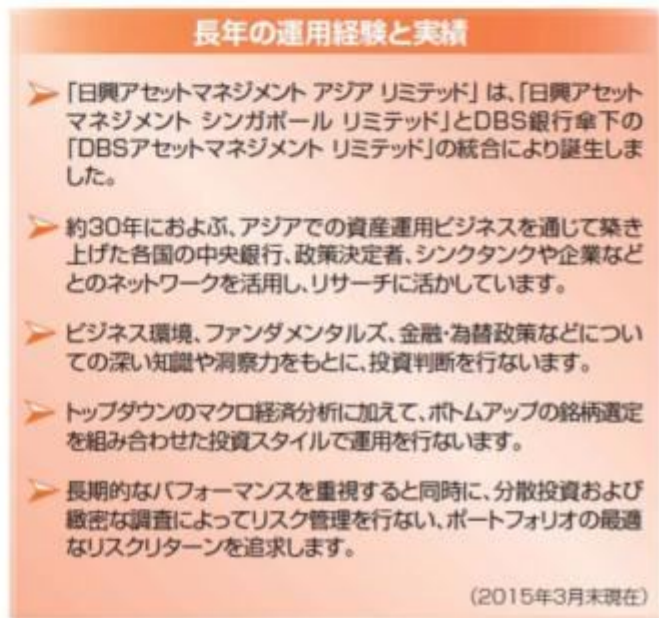 長年の運用経験と実績
「日興アセットマネジメント アジア リミテッド」は、「日興アセット
マネジメント シンガポール リミテッド」とDBS銀行傘下の
「DBSアセットマネジメント リミテッド」の統合により誕生しま
した。
約30年におよぶ、アジアでの資産運用ビジネスを通じて築き
上げた各国の中央銀行、政策決定者、シンクタンクや企業など
とのネットワークを活用し、リサーチに活かしています。
ビジネス環境、ファンダメンタルズ、金融・為替政策などについ
ての深い知識や洞察力をもとに、投資判断を行ないます。
トップダウンのマクロ経済分析に加えて、ボトムアップの銘柄選定
を組み合わせた投資スタイルで運用を行ないます。
長期的なパフォーマンスを重視すると同時に、分散投資および
緻密な調査によってリスク管理を行ない、ポートフォリオの最適
なリスクリターンを追求します。
(2015年3月末現在)